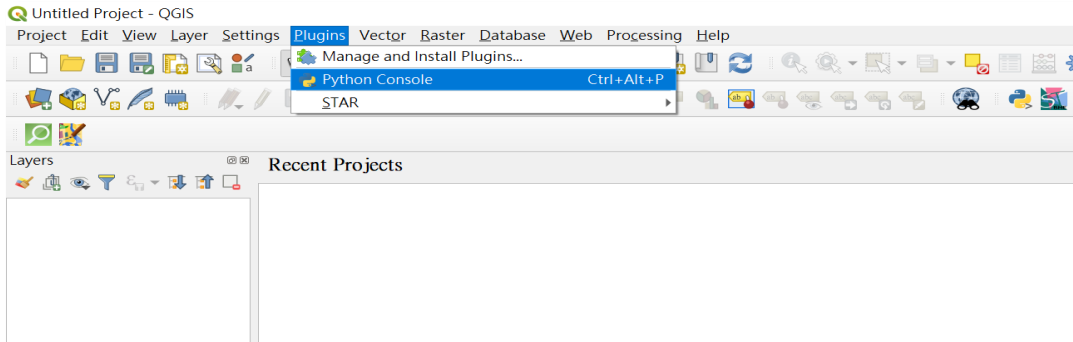 Untitled Project - QGIS
Project Edit View Layer Settings Plugins Vector Raster Database Web Processing Help
Manage and Install Plugins...
Python Console Ctrl+Alt+P
STAR
Layers
Recent Projects